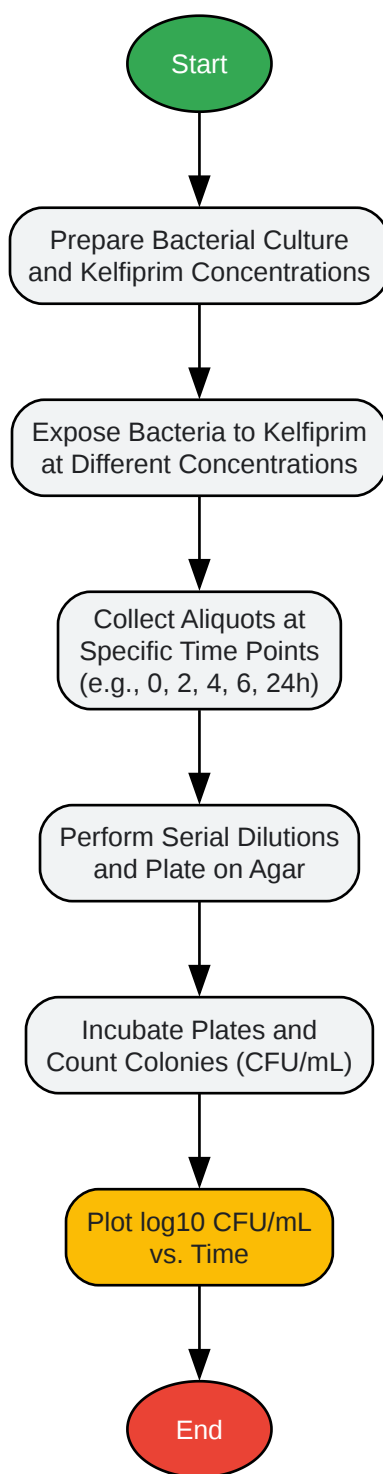 Start
Prepare Bacterial Culture
and Kelfiprim Concentrations
Expose Bacteria to Kelfiprim
at Different Concentrations
Collect Aliquots at
Specific Time Points
(e.g., 0, 2, 4, 6, 24h)
Perform Serial Dilutions
and Plate on Agar
Incubate Plates and
Count Colonies (CFU/mL)
Plot log10 CFU/mL
vs. Time
End